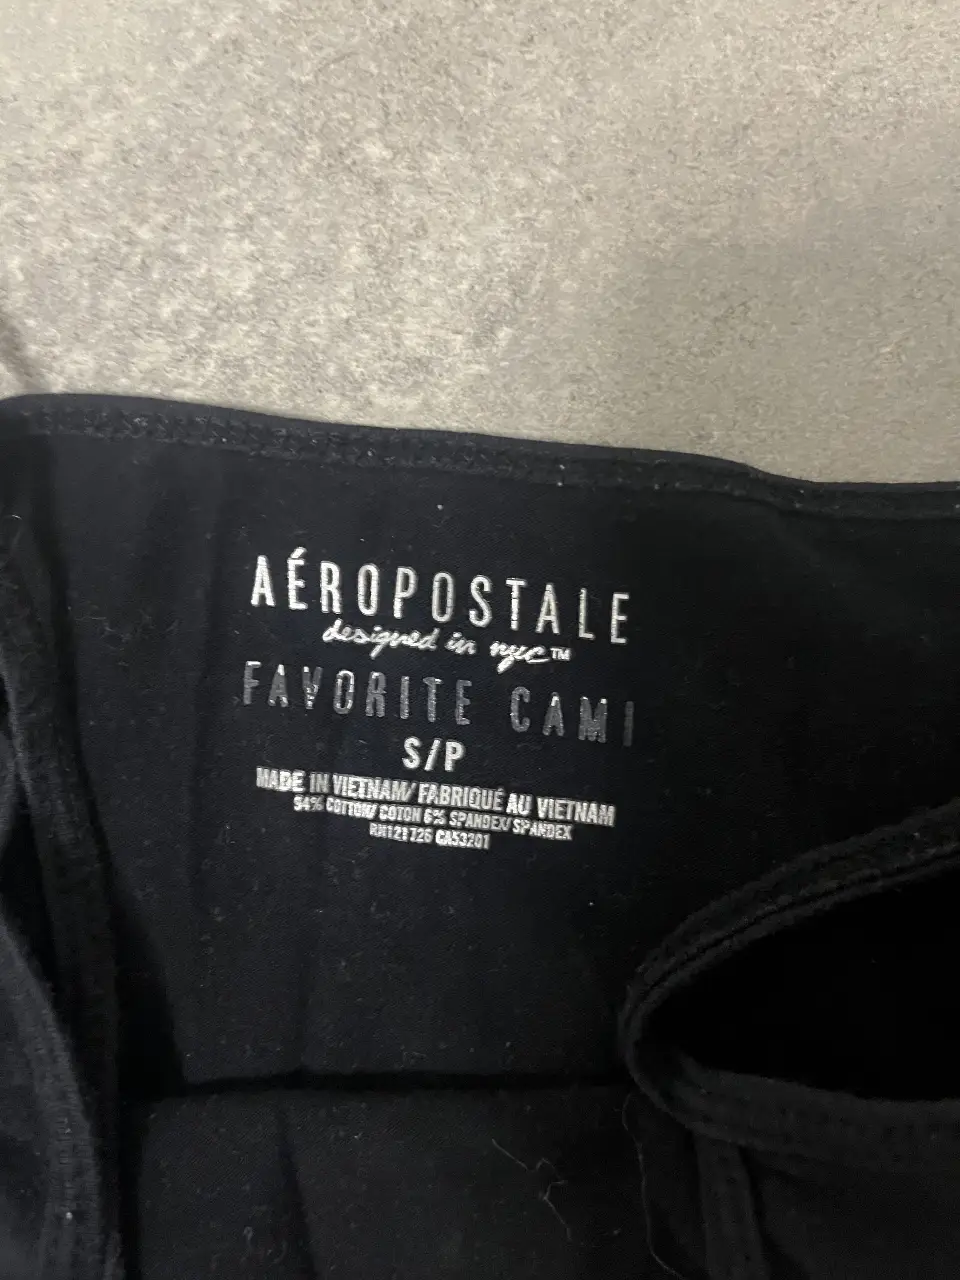 AÉROPOSTALE
designed in nyc™
FAVORITE CAMI
S/P
MADE IN VIETNAM/ FABRIQUÉ AU VIETNAM
94% COTTON/ COTON 6% SPANDEX/ SPANDEX
RN121726 CA53201